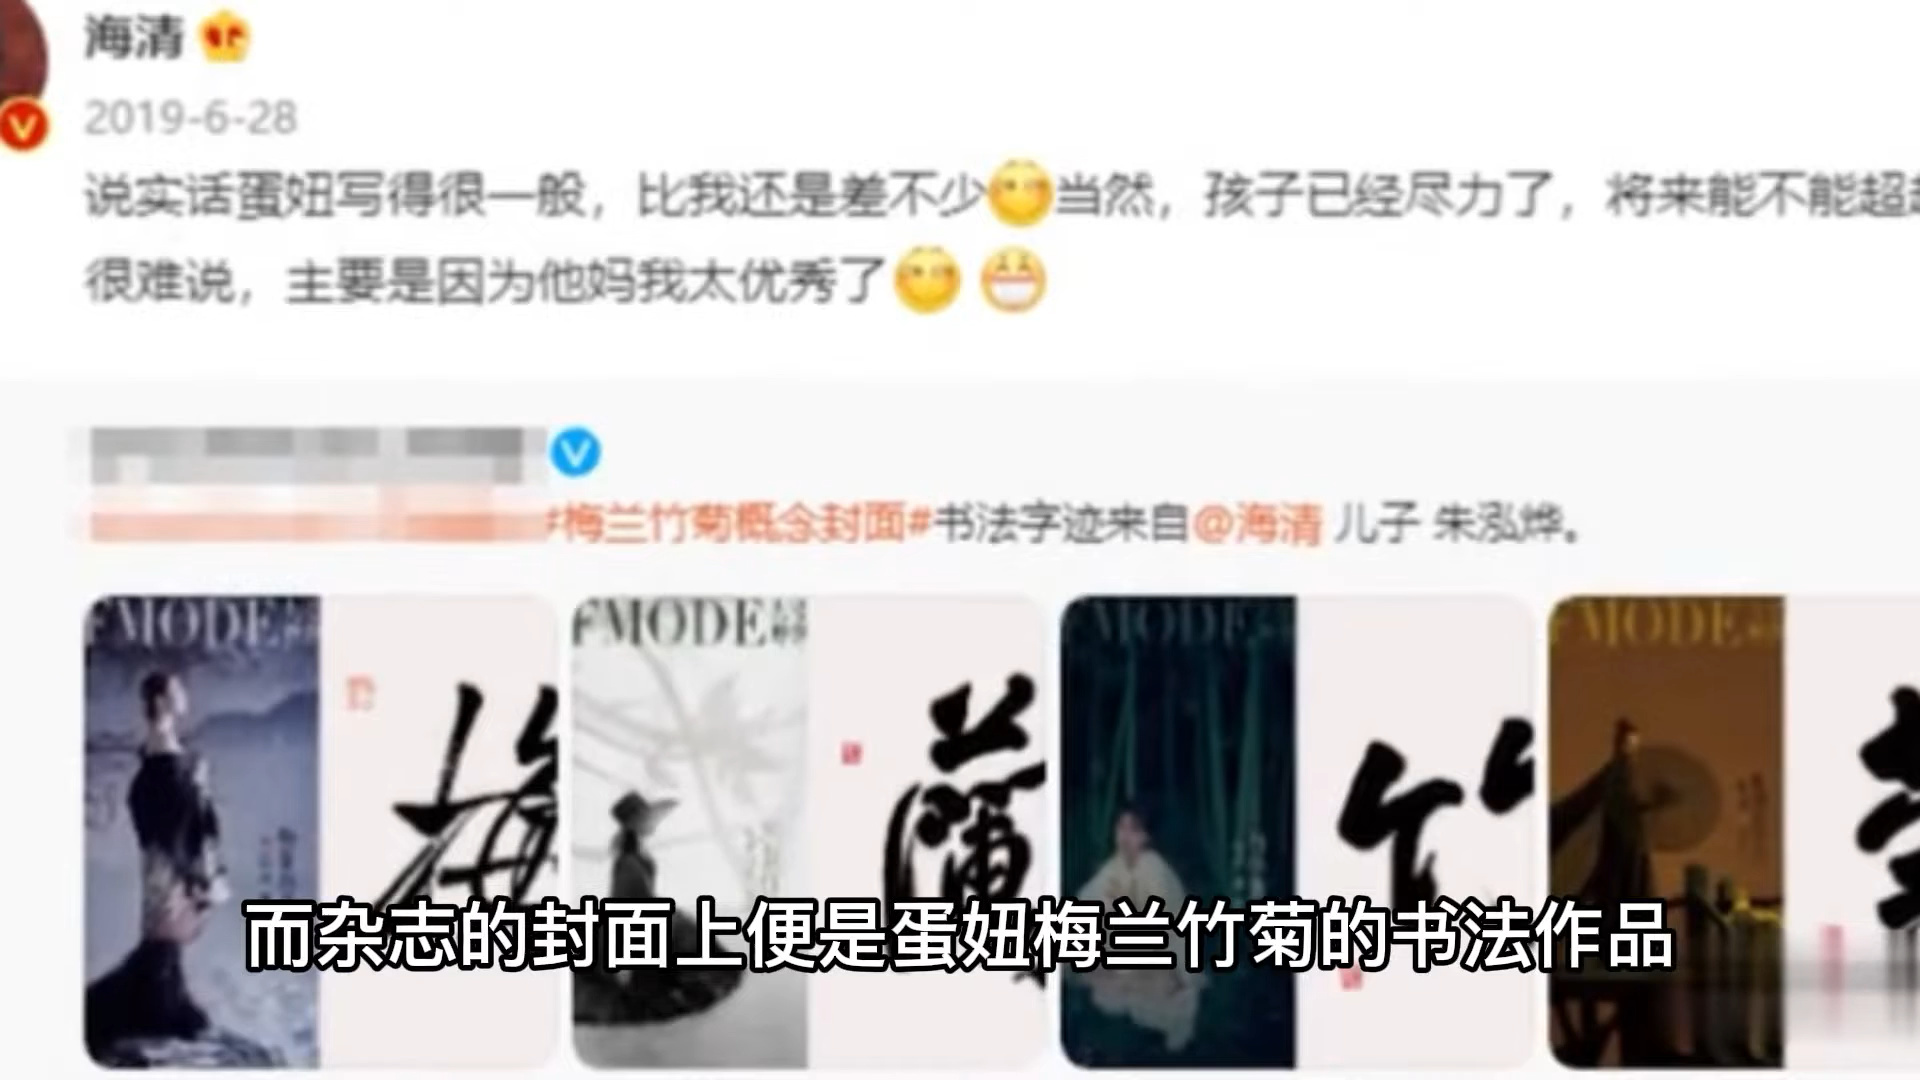 海清
2019-6-28
说实话蛋妞写得很一般，比我还是差不少当然，孩子已经尽力了，将来能不能超
很难说，主要是因为他妈我太优秀了
#梅兰竹菊概念封面#书法字迹来自@海清 儿子 朱泓烨。
MODE
梅
FMODE
蘭
MODE
竹
MODE
而杂志的封面上便是蛋妞梅兰竹菊的书法作品